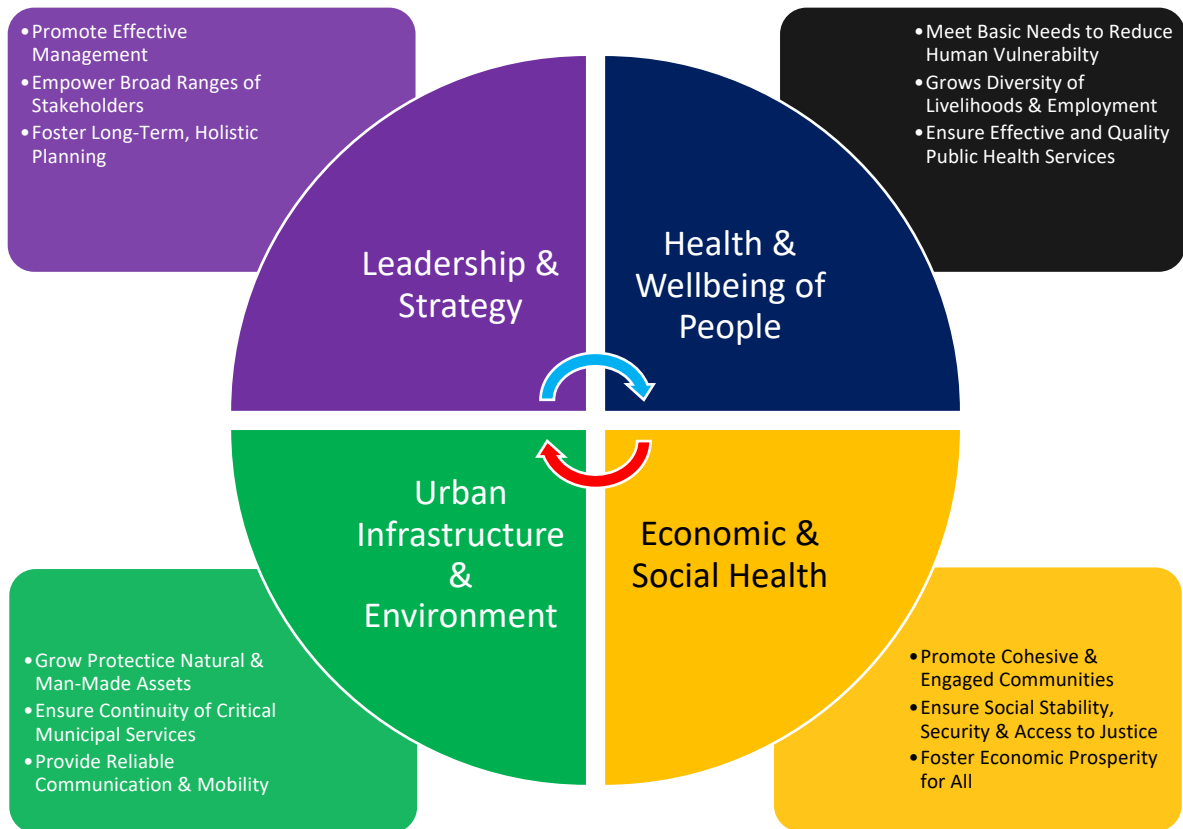 •Promote Effective
Management
•Empower Broad Ranges of
Stakeholders
•Foster Long-Term, Holistic
Planning
•Meet Basic Needs to Reduce
Human Vulnerabilty
•Grows Diversity of
Livelihoods & Employment
•Ensure Effective and Quality
Public Health Services
Leadership &
Strategy
Health &
Wellbeing of
People
Urban
Infrastructure
&
Environment
Economic &
Social Health
•Grow Protectice Natural &
Man-Made Assets
•Ensure Continuity of Critical
Municipal Services
•Provide Reliable
Communication & Mobility
•Promote Cohesive &
Engaged Communities
•Ensure Social Stability,
Security & Access to Justice
•Foster Economic Prosperity
for All